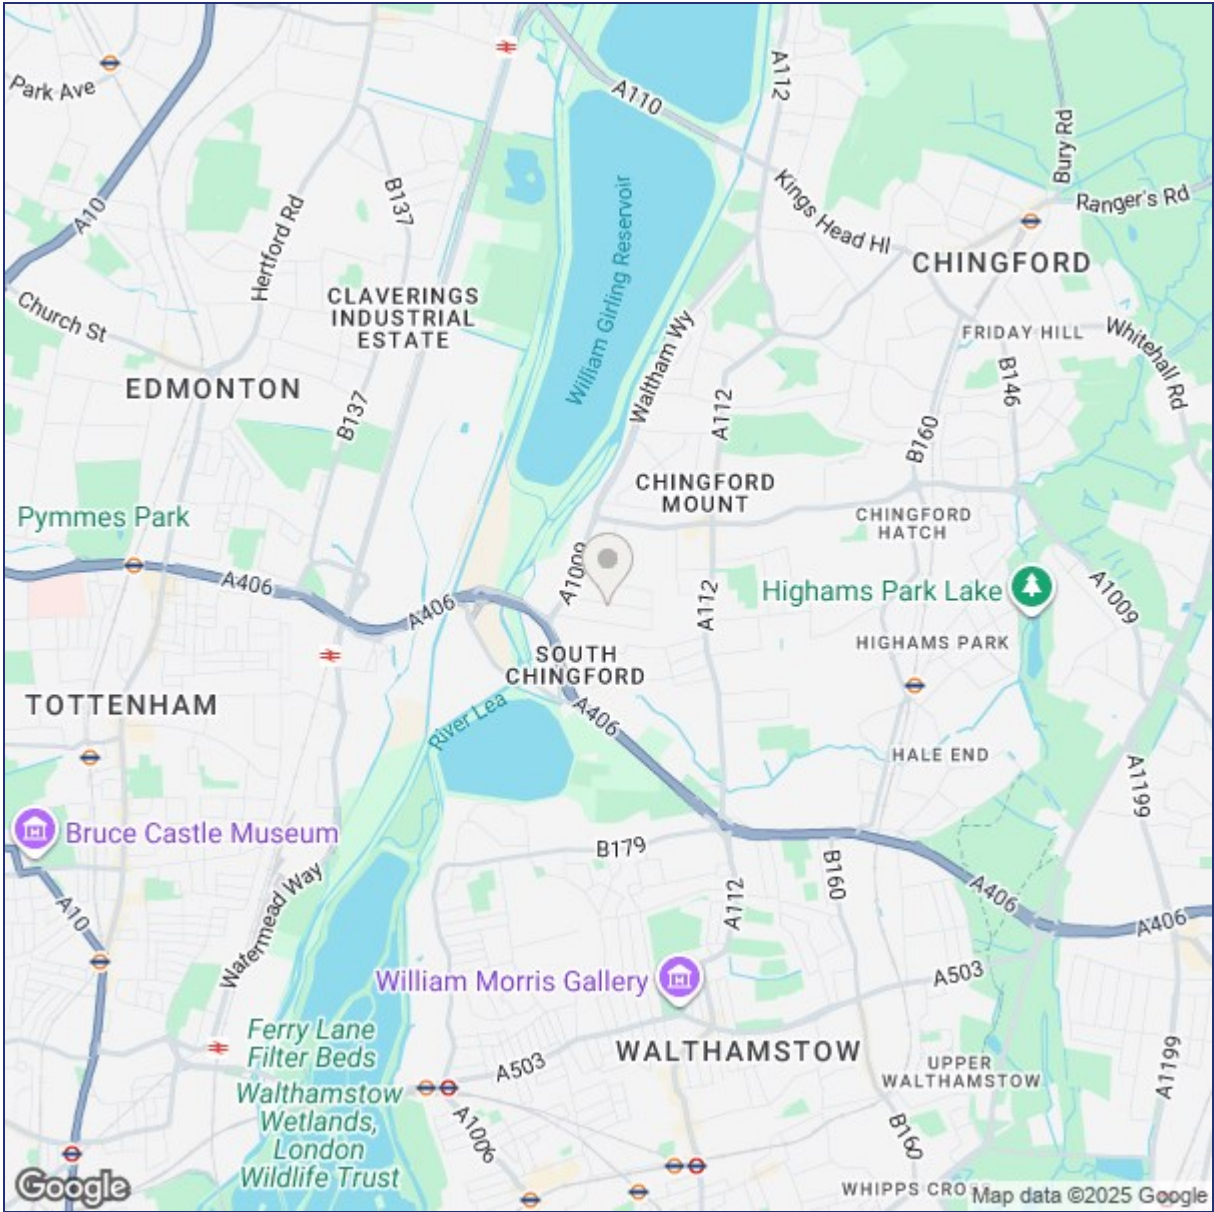 Park Ave
A110
A112
Bury Rd
Ranger's Rd
B137
A10
Hertford Rd
Kings Head Hl
William Girling Reservoir
CHINGFORD
CLAVERINGS
INDUSTRIAL
ESTATE
Church St
Waltham Wy
FRIDAY HILL
Whitehall Rd
EDMONTON
B137
A112
B146
B160
CHINGFORD
MOUNT
Pymmes Park
CHINGFORD
HATCH
A1009
A406
A406
A112
Highams Park Lake
A1009
HIGHAMS PARK
SOUTH
CHINGFORD
TOTTENHAM
River Lea
A406
HALE END
A1199
Bruce Castle Museum
B179
B160
Watermead Way
A10
A112
A406
A406
William Morris Gallery
A503
Ferry Lane
Filter Beds
WALTHAMSTOW
A503
UPPER
WALTHAMSTOW
A1199
Walthamstow
Wetlands,
London
Wildlife Trust
A1006
B160
Google
WHIPPS CROSS
Map data ©2025 Google